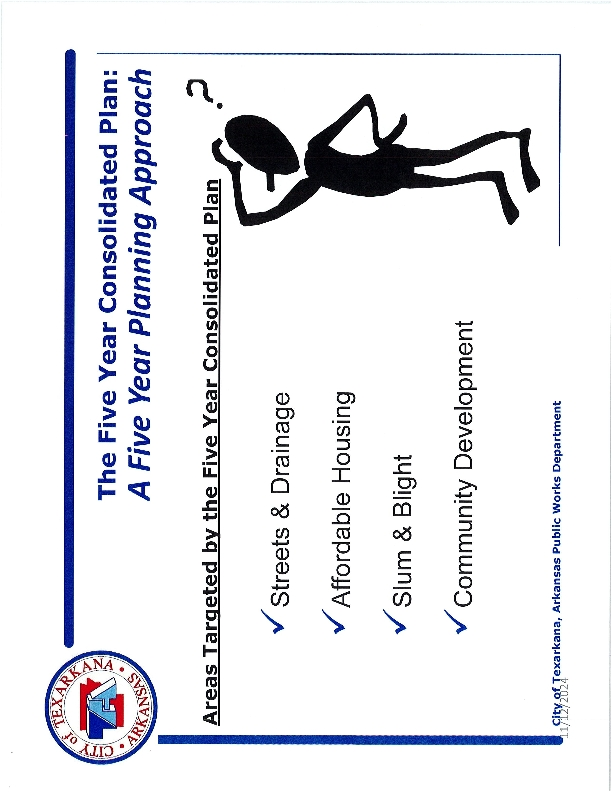 CITY of TEXARKANA • ARKANSAS •
The Five Year Consolidated Plan:
A Five Year Planning Approach
?
Areas Targeted by the Five Year Consolidated Plan
✓ Streets & Drainage
✓ Affordable Housing
✓ Slum & Blight
✓ Community Development
City of Texarkana, Arkansas Public Works Department
11/12/2024